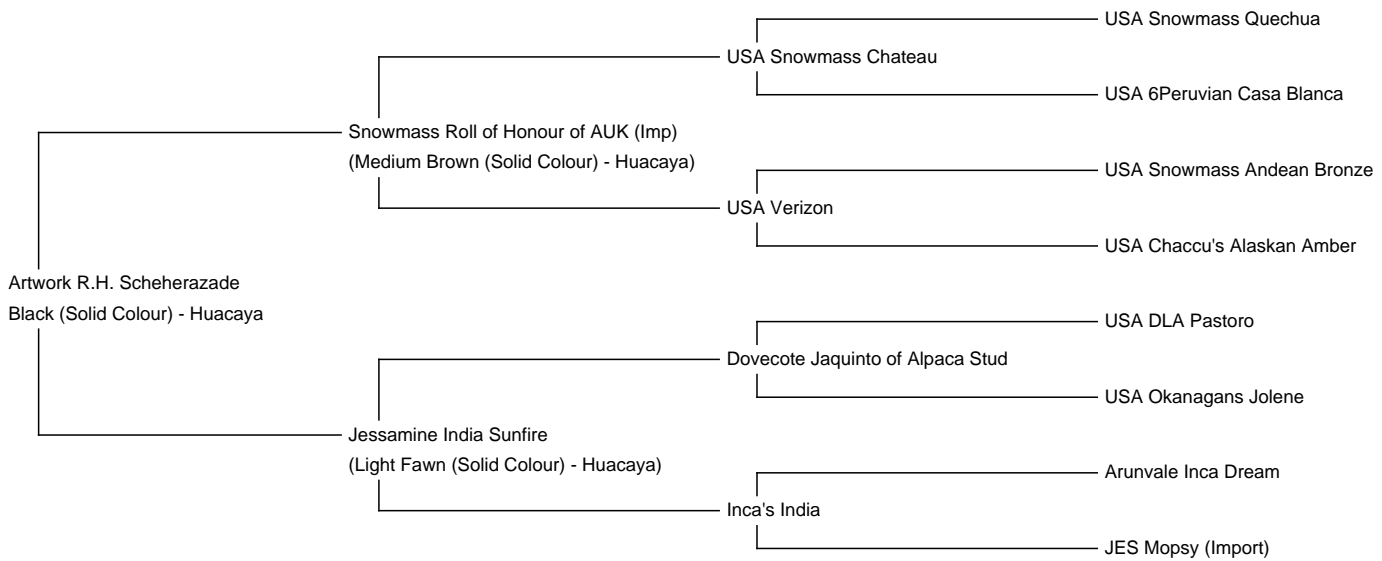 USA Snowmass Quechua
USA Snowmass Chateau
USA 6Peruvian Casa Blanca
Snowmass Roll of Honour of AUK (Imp)
(Medium Brown (Solid Colour) - Huacaya)
USA Snowmass Andean Bronze
USA Verizon
USA Chaccu's Alaskan Amber
Artwork R.H. Scheherazade
Black (Solid Colour) - Huacaya
USA DLA Pastoro
Dovecote Jaquinto of Alpaca Stud
USA Okanagans Jolene
Jessamine India Sunfire
(Light Fawn (Solid Colour) - Huacaya)
Arunvale Inca Dream
Inca's India
JES Mopsy (Import)